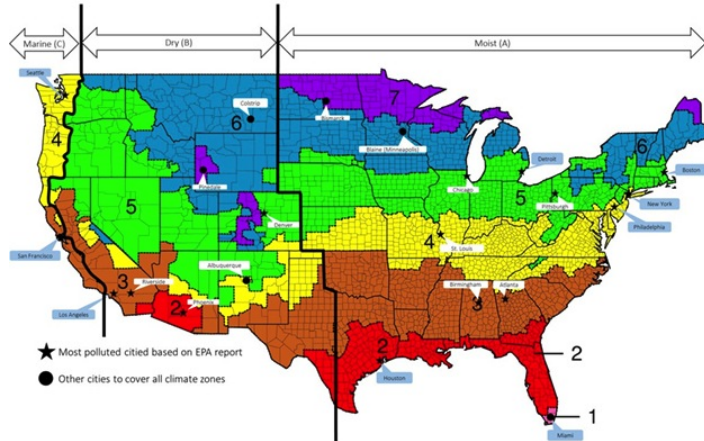 Marine (C)
Dry (B)
Moist (A)
Seattle
4
Colstrip
6
Bismarck
7
Blaine (Minneapolis)
6
Detroit
Boston
Pinedale
5
Chicago
5
Pittsburgh
New York
Denver
Philadelphia
4
St. Louis
San Francisco
Albuquerque
3
Riverside
Birmingham
Atlanta
3
2
Phoenix
Los Angeles
Most polluted citied based on EPA report
2
2
Other cities to cover all climate zones
Houston
1
Miami